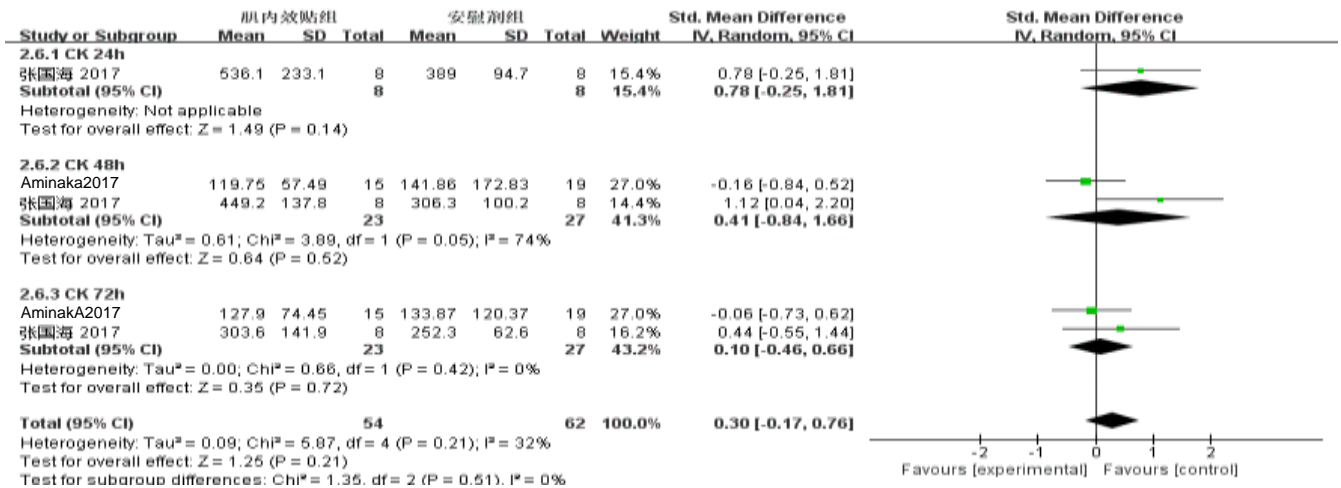 肌内效贴组 安慰剂组 Std. Mean Difference Std. Mean Difference
Study or Subgroup Mean SD Total Mean SD Total Weight IV, Random, 95% CI IV, Random, 95% CI
2.6.1 CK 24h
张国海 2017 536.1 233.1 8 389 94.7 8 15.4% 0.78 [-0.25, 1.81]
Subtotal (95% CI) 8 8 15.4% 0.78 [-0.25, 1.81]
Heterogeneity: Not applicable
Test for overall effect: Z = 1.49 (P = 0.14)
2.6.2 CK 48h
Aminaka2017 119.75 57.49 15 141.86 172.83 19 27.0% -0.16 [-0.84, 0.52]
张国海 2017 449.2 137.8 8 306.3 100.2 8 14.4% 1.12 [0.04, 2.20]
Subtotal (95% CI) 23 27 41.3% 0.41 [-0.84, 1.66]
Heterogeneity: Tau² = 0.61; Chi² = 3.89, df = 1 (P = 0.05); I² = 74%
Test for overall effect: Z = 0.64 (P = 0.52)
2.6.3 CK 72h
AminakA2017 127.9 74.45 15 133.87 120.37 19 27.0% -0.06 [-0.73, 0.62]
张国海 2017 303.6 141.9 8 252.3 62.6 8 16.2% 0.44 [-0.55, 1.44]
Subtotal (95% CI) 23 27 43.2% 0.10 [-0.46, 0.66]
Heterogeneity: Tau² = 0.00; Chi² = 0.66, df = 1 (P = 0.42); I² = 0%
Test for overall effect: Z = 0.35 (P = 0.72)
Total (95% CI) 54 62 100.0% 0.30 [-0.17, 0.76]
Heterogeneity: Tau² = 0.09; Chi² = 5.87, df = 4 (P = 0.21); I² = 32%
Test for overall effect: Z = 1.25 (P = 0.21)
Test for subgroup differences: Chi² = 1.35, df = 2 (P = 0.51), I² = 0%
-2 -1 0 1 2
Favours [experimental] Favours [control]